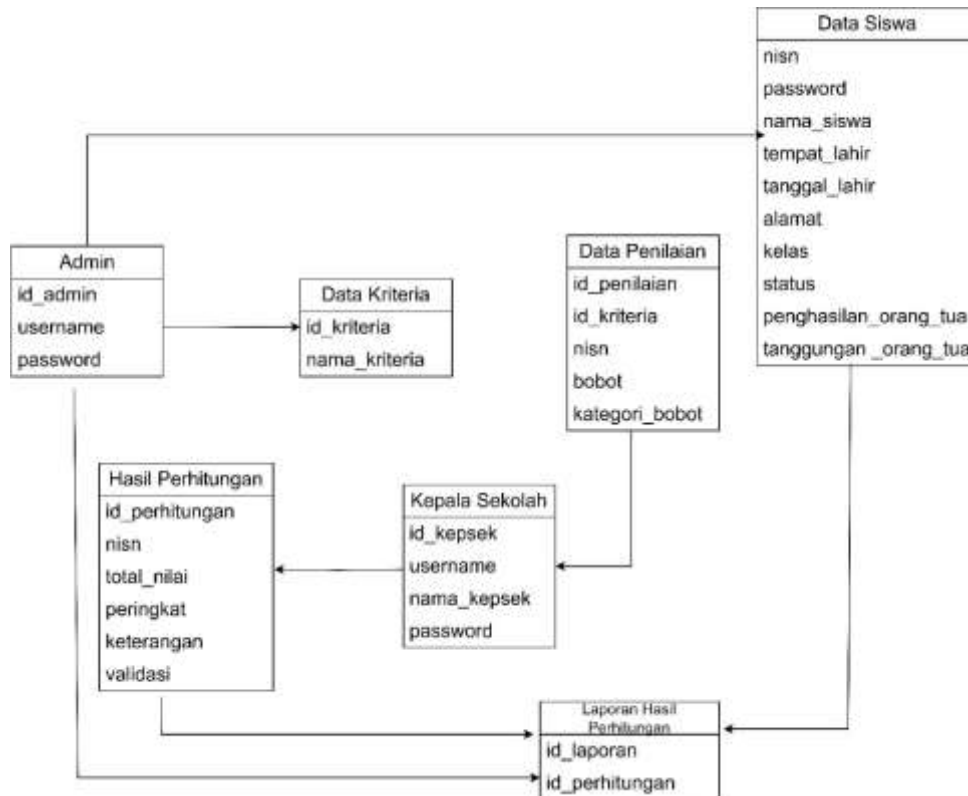 Data Siswa
nisn
password
nama_siswa
tempat_lahir
tanggal_lahir
alamat
kelas
status
penghasilan_orang_tua
tanggungan _orang_tua
Admin
id_admin
username
password
Data Kriteria
id_kriteria
nama_kriteria
Data Penilaian
id_penilaian
id_kriteria
nisn
bobot
kategori_bobot
Hasil Perhitungan
id_perhitungan
nisn
total_nilai
peringkat
keterangan
validasi
Kepala Sekolah
id_kepsek
username
nama_kepsek
password
Laporan Hasil
Perhitungan
id_laporan
id_perhitungan